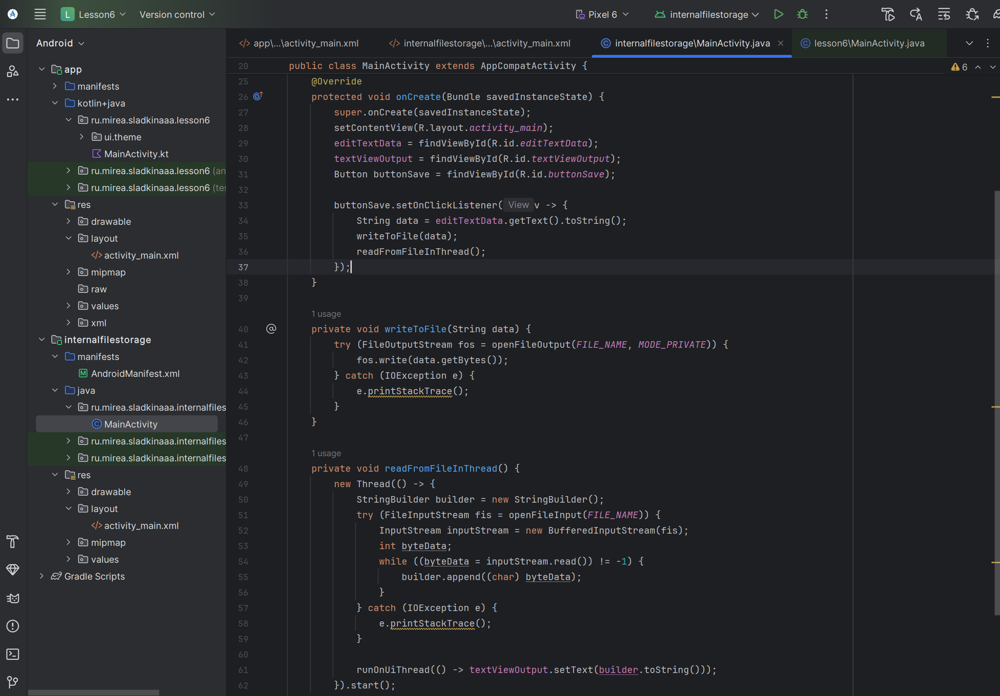 L Lesson6 Version control Pixel 6 internalfilestorage
Android
app
manifests
kotlin+java
ru.mirea.sladkinaaa.lesson6
ui.theme
MainActivity.kt
ru.mirea.sladkinaaa.lesson6 (an
ru.mirea.sladkinaaa.lesson6 (tes
res
drawable
layout
activity_main.xml
mipmap
raw
values
xml
internalfilestorage
manifests
AndroidManifest.xml
java
ru.mirea.sladkinaaa.internalfiles
MainActivity
ru.mirea.sladkinaaa.internalfiles
ru.mirea.sladkinaaa.internalfiles
res
drawable
layout
activity_main.xml
mipmap
values
Gradle Scripts
app\...\activity_main.xml internalfilestorage\...\activity_main.xml internalfilestorage\MainActivity.java lesson6\MainActivity.java
6
20 public class MainActivity extends AppCompatActivity {
25 @Override
26 protected void onCreate(Bundle savedInstanceState) {
27 super.onCreate(savedInstanceState);
28 setContentView(R.layout.activity_main);
29 editTextData = findViewById(R.id.editTextData);
30 textViewOutput = findViewById(R.id.textViewOutput);
31 Button buttonSave = findViewById(R.id.buttonSave);
32
33 buttonSave.setOnClickListener( View v -> {
34 String data = editTextData.getText().toString();
35 writeToFile(data);
36 readFromFileInThread();
37 });
38 }
39
1 usage
40 private void writeToFile(String data) {
41 try (FileOutputStream fos = openFileOutput(FILE_NAME, MODE_PRIVATE)) {
42 fos.write(data.getBytes());
43 } catch (IOException e) {
44 e.printStackTrace();
45 }
46 }
47
1 usage
48 private void readFromFileInThread() {
49 new Thread(() -> {
50 StringBuilder builder = new StringBuilder();
51 try (FileInputStream fis = openFileInput(FILE_NAME)) {
52 InputStream inputStream = new BufferedInputStream(fis);
53 int byteData;
54 while ((byteData = inputStream.read()) != -1) {
55 builder.append((char) byteData);
56 }
57 } catch (IOException e) {
58 e.printStackTrace();
59 }
60
61 runOnUiThread(() -> textViewOutput.setText(builder.toString()));
62 }).start();